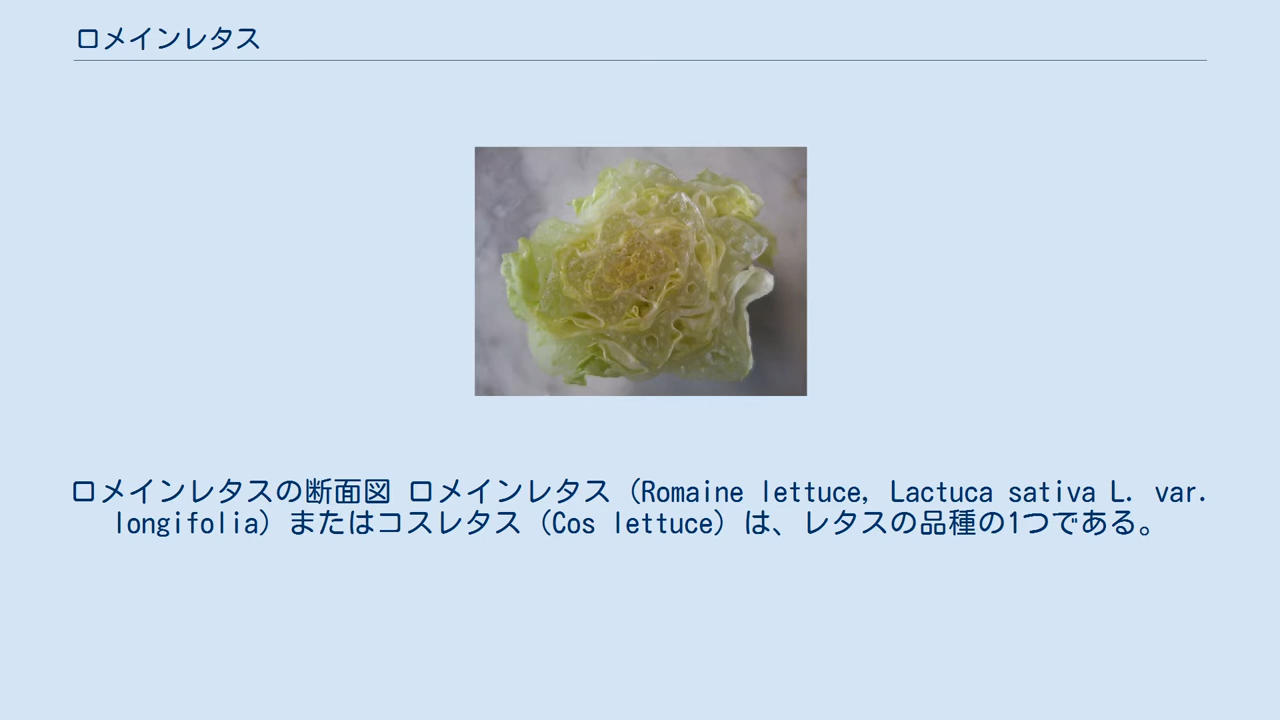 ロメインレタス
ロメインレタスの断面図 ロメインレタス（Romaine lettuce, Lactuca sativa L. var.
longifolia）またはコスレタス（Cos lettuce）は、レタスの品種の1つである。